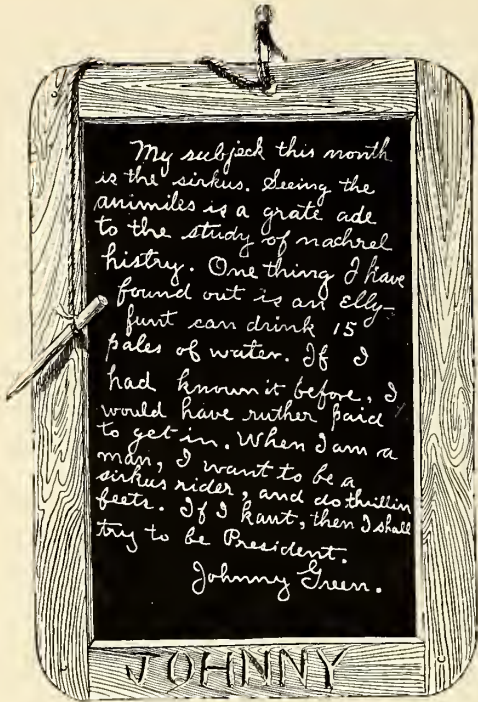 My subjeck this month
is the sirkus. Seeing the
animiles is a grate ade
to the study of nachrel
histry. One thing I have
found out is an elly-
funt can drink 15
pales of water. If I
had known it before, I
would have ruther paid
to get in. When I am a
man, I want to be a
sirkus rider, and do thrillin
feets. If I kant, then I shall
try to be President.
Johnny Green.
JOHNNY